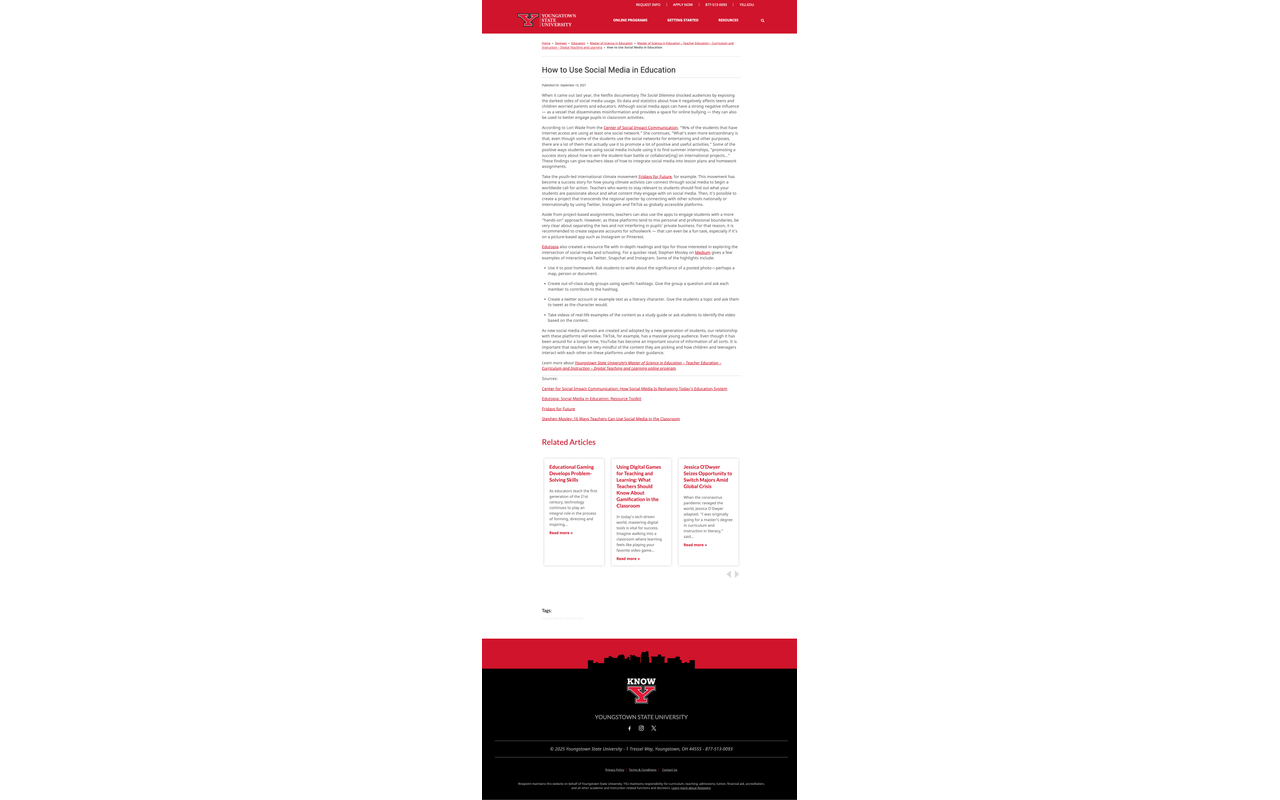 REQUEST INFO | APPLY NOW | 877-513-0093 | YSU.EDU
YOUNGSTOWN
STATE
UNIVERSITY
ONLINE PROGRAMS GETTING STARTED RESOURCES
Home » Degrees » Education » Master of Science in Education » Master of Science in Education – Teacher Education – Curriculum and
Instruction – Digital Teaching and Learning » How to Use Social Media in Education
How to Use Social Media in Education
Published On: September 13, 2021
When it came out last year, the Netflix documentary The Social Dilemma shocked audiences by exposing
the darkest sides of social media usage. Its data and statistics about how it negatively affects teens and
children worried parents and educators. Although social media apps can have a strong negative influence
— as a vessel that disseminates misinformation and provides a space for online bullying — they can also
be used to better engage pupils in classroom activities.
According to Lori Wade from the Center of Social Impact Communication, "96% of the students that have
internet access are using at least one social network." She continues, "What's even more extraordinary is
that, even though some of the students use the social networks for entertaining and other purposes,
there are a lot of them that actually use it to promote a lot of positive and useful activities." Some of the
positive ways students are using social media include using it to find summer internships, "promoting a
success story about how to win the student-loan battle or collaborat[ing] on international projects..."
These findings can give teachers ideas of how to integrate social media into lesson plans and homework
assignments.
Take the youth-led international climate movement Fridays for Future, for example. This movement has
become a success story for how young climate activists can connect through social media to begin a
worldwide call for action. Teachers who wants to stay relevant to students should find out what your
students are passionate about and what content they engage with on social media. Then, it's possible to
create a project that transcends the regional specter by connecting with other schools nationally or
internationally by using Twitter, Instagram and TikTok as globally accessible platforms.
Aside from project-based assignments, teachers can also use the apps to engage students with a more
"hands-on" approach. However, as these platforms tend to mix personal and professional boundaries, be
very clear about separating the two and not interfering in pupils' private business. For that reason, it is
recommended to create separate accounts for schoolwork — that can even be a fun task, especially if it's
on a picture-based app such as Instagram or Pinterest.
Edutopia also created a resource file with in-depth readings and tips for those interested in exploring the
intersection of social media and schooling. For a quicker read, Stephen Moyley on Medium gives a few
examples of interacting via Twitter, Snapchat and Instagram. Some of the highlights include:
• Use it to post homework. Ask students to write about the significance of a posted photo—perhaps a
map, person or document.
• Create out-of-class study groups using specific hashtags. Give the group a question and ask each
member to contribute to the hashtag.
• Create a twitter account or example text as a literary character. Give the students a topic and ask them
to tweet as the character would.
• Take videos of real-life examples of the content as a study guide or ask students to identify the video
based on the content.
As new social media channels are created and adopted by a new generation of students, our relationship
with these platforms will evolve. TikTok, for example, has a massive young audience. Even though it has
been around for a longer time, YouTube has become an important source of information of all sorts. It is
important that teachers be very mindful of the content they are picking and how children and teenagers
interact with each other on these platforms under their guidance.
Learn more about Youngstown State University's Master of Science in Education – Teacher Education –
Curriculum and Instruction – Digital Teaching and Learning online program.
Sources:
Center for Social Impact Communication: How Social Media Is Reshaping Today's Education System
Edutopia: Social Media in Education: Resource Toolkit
Fridays for Future
Stephen Moyley: 16 Ways Teachers Can Use Social Media in the Classroom
Related Articles
Educational Gaming
Develops Problem-
Solving Skills
As educators teach the first
generation of the 21st
century, technology
continues to play an
integral role in the process
of forming, directing and
inspiring...
Read more »
Using Digital Games
for Teaching and
Learning: What
Teachers Should
Know About
Gamification in the
Classroom
In today's tech-driven
world, mastering digital
tools is vital for success.
Imagine walking into a
classroom where learning
feels like playing your
favorite video game...
Read more »
Jessica O'Dwyer
Seizes Opportunity to
Switch Majors Amid
Global Crisis
When the coronavirus
pandemic ravaged the
world, Jessica O'Dwyer
adapted. "I was originally
going for a master's degree
in curriculum and
instruction in literacy,"
said...
Read more »
Tags:
KNOW
Y
YOUNGSTOWN STATE UNIVERSITY
© 2025 Youngstown State University - 1 Tressel Way, Youngstown, OH 44555 - 877-513-0093
Privacy Policy | Terms & Conditions | Contact Us
Risepoint maintains this website on behalf of Youngstown State University. YSU maintains responsibility for curriculum, teaching, admissions, tuition, financial aid, accreditation,
and all other academic and instruction-related functions and decisions. Learn more about Risepoint